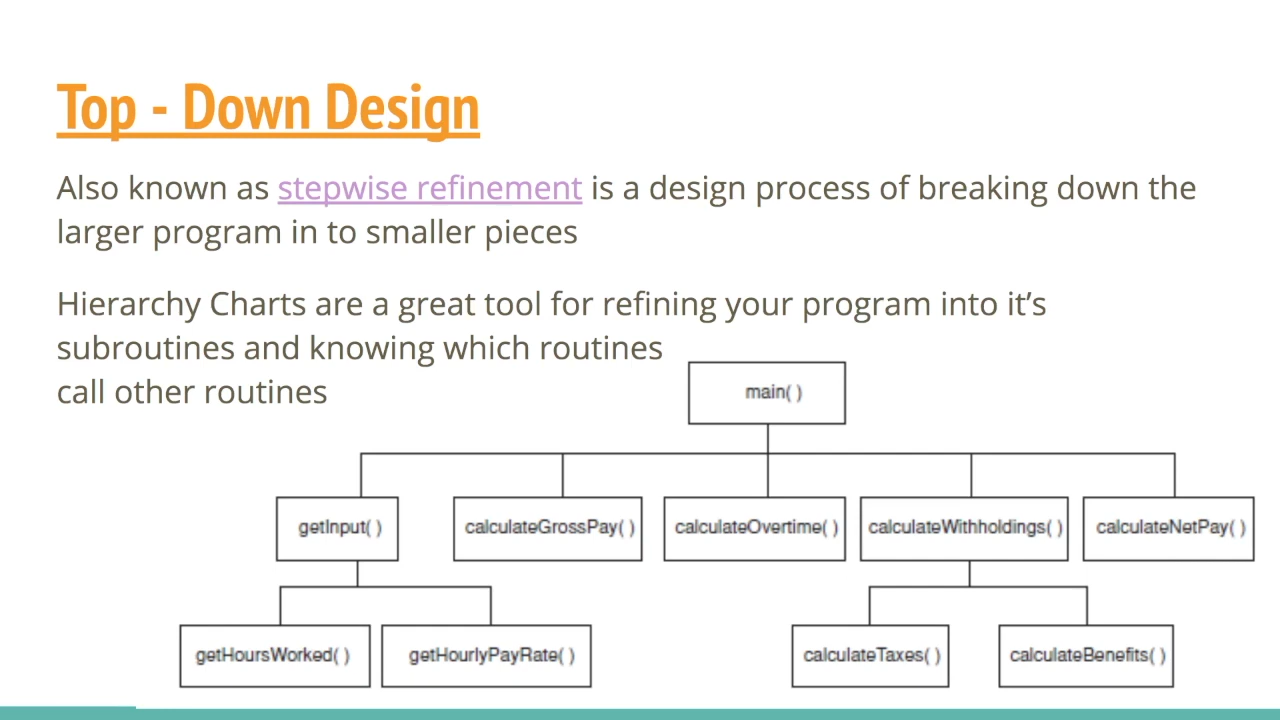 Top - Down Design
Also known as stepwise refinement is a design process of breaking down the
larger program in to smaller pieces
Hierarchy Charts are a great tool for refining your program into it’s
subroutines and knowing which routines
call other routines
main( )
getInput( )
calculateGrossPay( )
calculateOvertime( )
calculateWithholdings( )
calculateNetPay( )
getHoursWorked( )
getHourlyPayRate( )
calculateTaxes( )
calculateBenefits( )